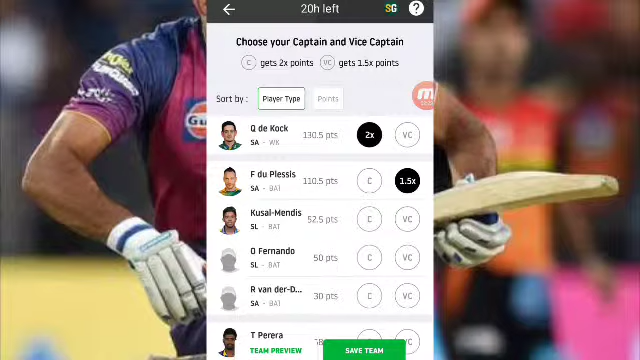 20h left
SG
?
Choose your Captain and Vice Captain
C gets 2x points VC gets 1.5x points
Sort by : Player Type Points
Q de Kock 130.5 pts 2x VC
SA - WK
F du Plessis 110.5 pts C 1.5x
SA - BAT
Kusal-Mendis 52.5 pts C VC
SL - BAT
O Fernando 50 pts C VC
SL - BAT
R van der-D... 30 pts C VC
SA - BAT
T Perera
TEAM PREVIEW SAVE TEAM